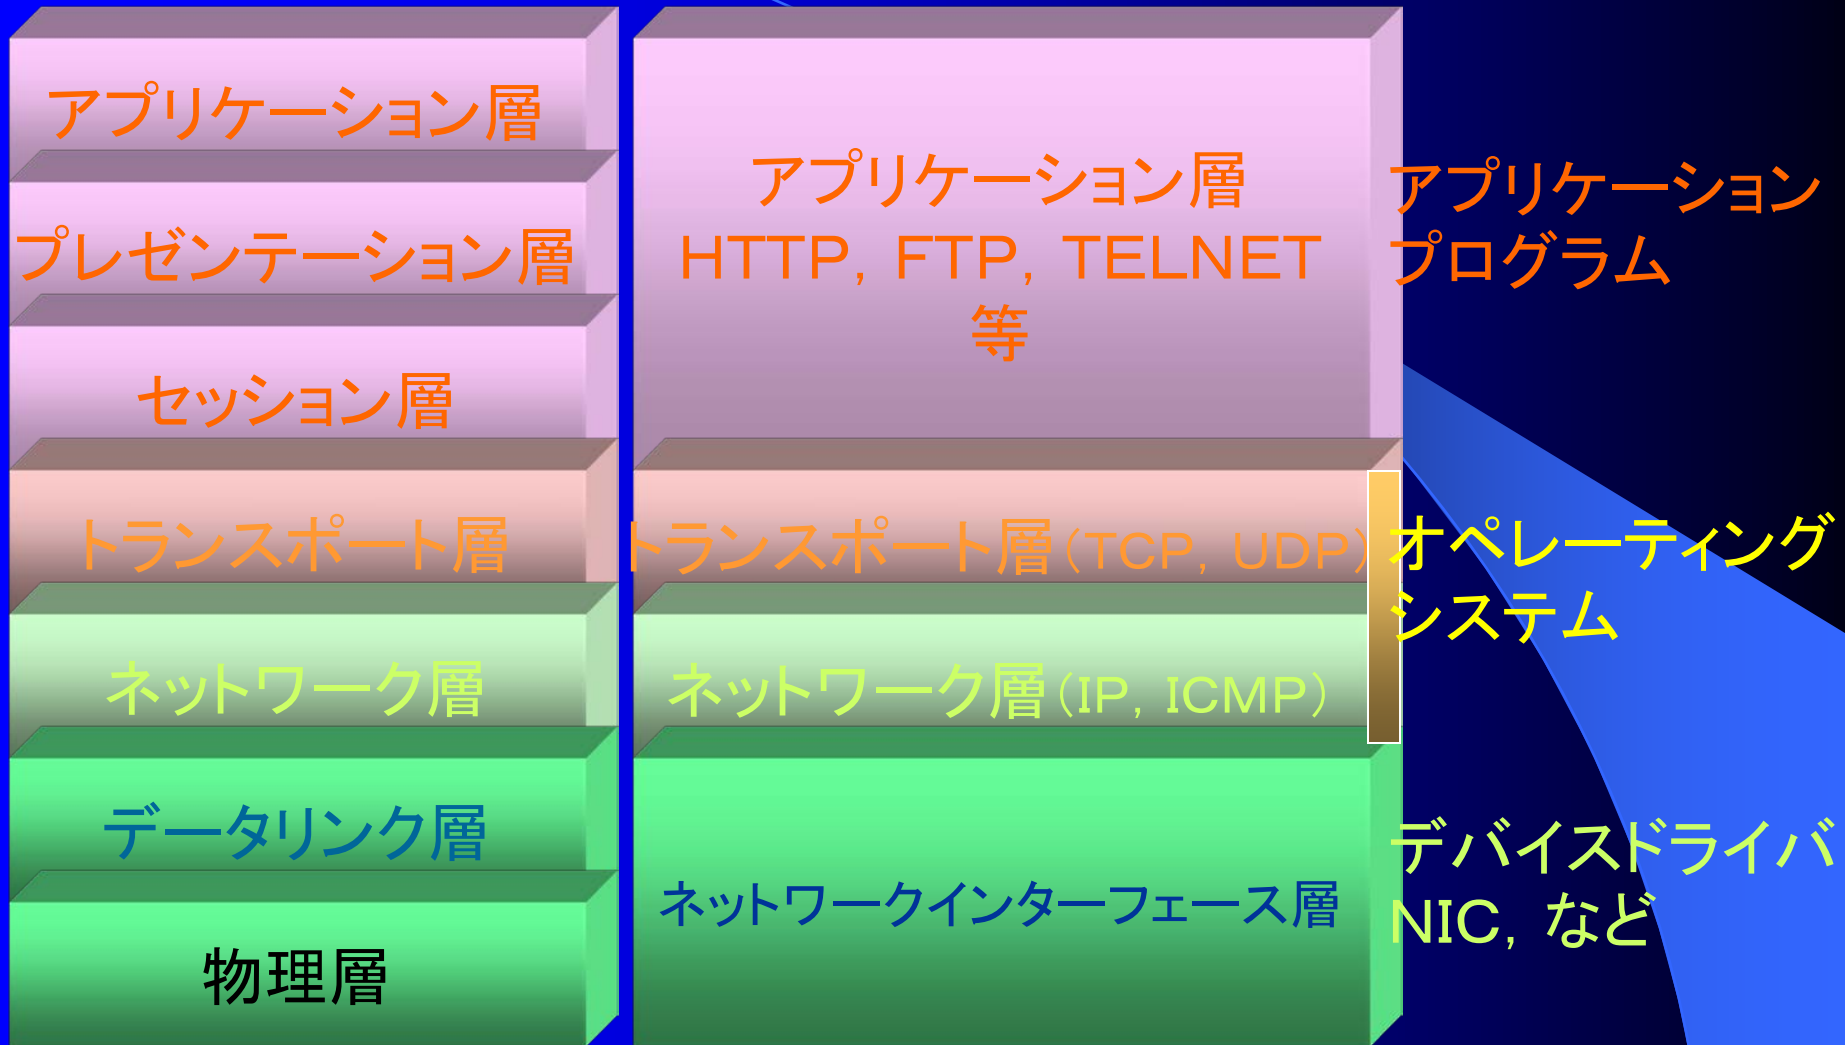 アプリケーション層
プレゼンテーション層
セッション層
トランスポート層
ネットワーク層
データリンク層
物理層
アプリケーション層
HTTP, FTP, TELNET
等
トランスポート層(TCP, UDP)
ネットワーク層(IP, ICMP)
ネットワークインターフェース層
アプリケーション
プログラム
オペレーティング
システム
デバイスドライバ
NIC, など